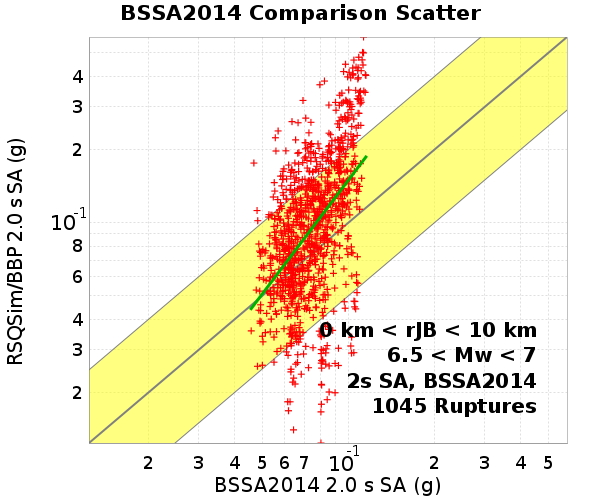 BSSA2014 Comparison Scatter
RSQSim/BBP 2.0 s SA (g)
4
3
2
10^-1
8
6
4
3
2
0 km < rJB < 10 km
6.5 < Mw < 7
2s SA, BSSA2014
1045 Ruptures
2 3 4 5 6 7 10^-1 2 3 4 5
BSSA2014 2.0 s SA (g)